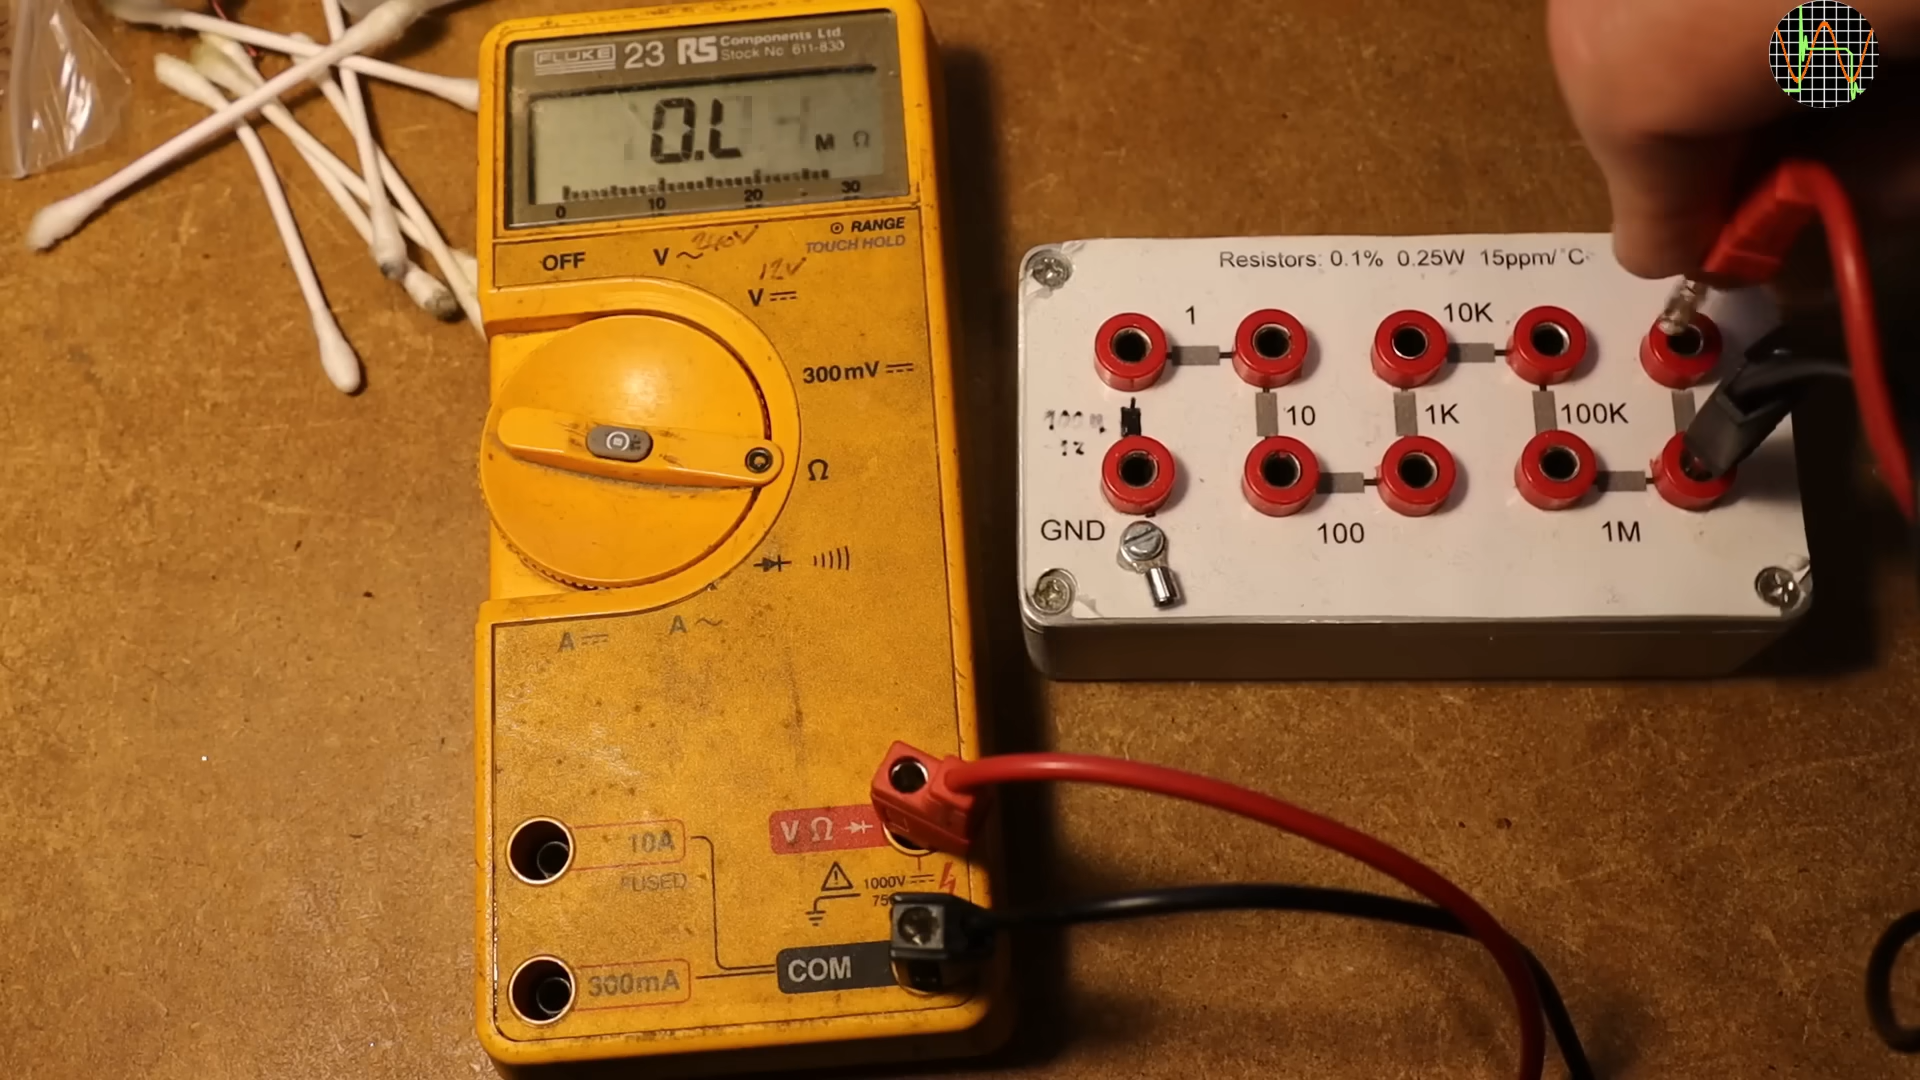 FLUKE 23 RS Components Ltd.
Stock No 611-830
0.L
M Ω
0 10 20 30
RANGE
TOUCH HOLD
OFF
V ~ 240V
12V
V
300mV
Ω
A
A ~
10A
FUSED
300mA
V Ω
1000V
COM
Resistors: 0.1% 0.25W 15ppm/°C
1
10K
100
1%
10
1K
100K
GND
100
1M